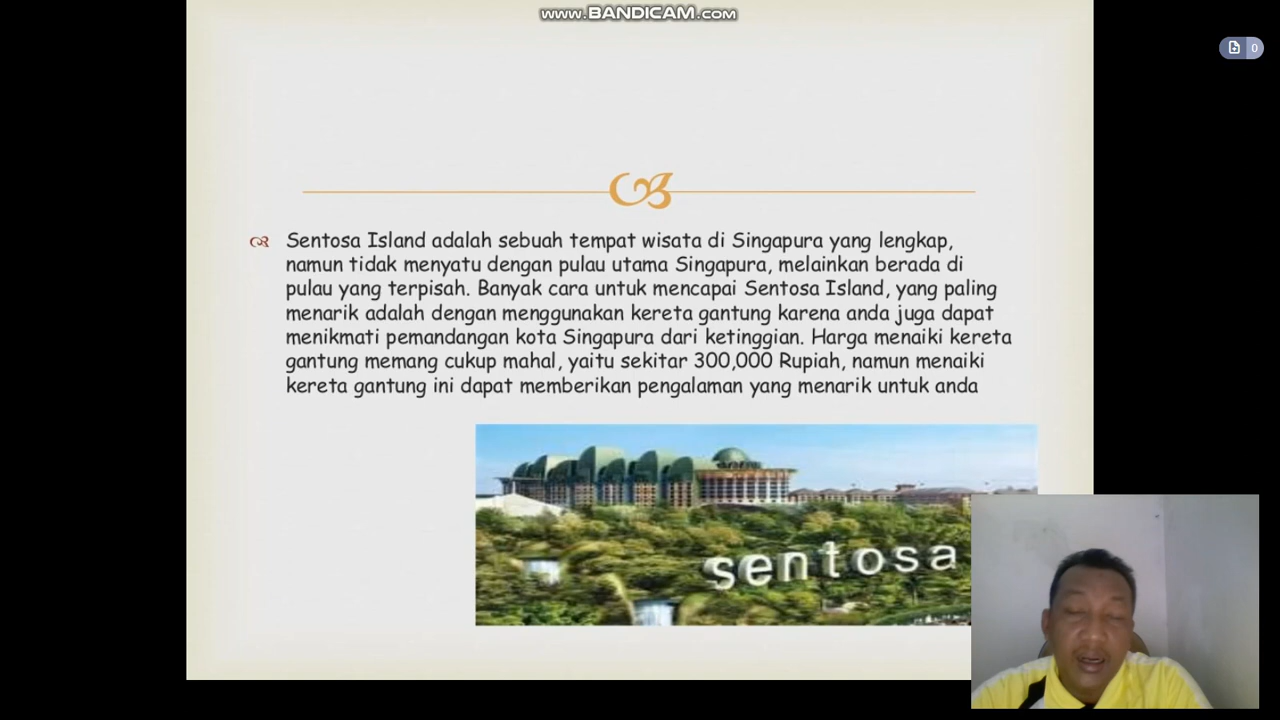 www.BANDICAM.com
0
Sentosa Island adalah sebuah tempat wisata di Singapura yang lengkap,
namun tidak menyatu dengan pulau utama Singapura, melainkan berada di
pulau yang terpisah. Banyak cara untuk mencapai Sentosa Island, yang paling
menarik adalah dengan menggunakan kereta gantung karena anda juga dapat
menikmati pemandangan kota Singapura dari ketinggian. Harga menaiki kereta
gantung memang cukup mahal, yaitu sekitar 300,000 Rupiah, namun menaiki
kereta gantung ini dapat memberikan pengalaman yang menarik untuk anda
sentosa